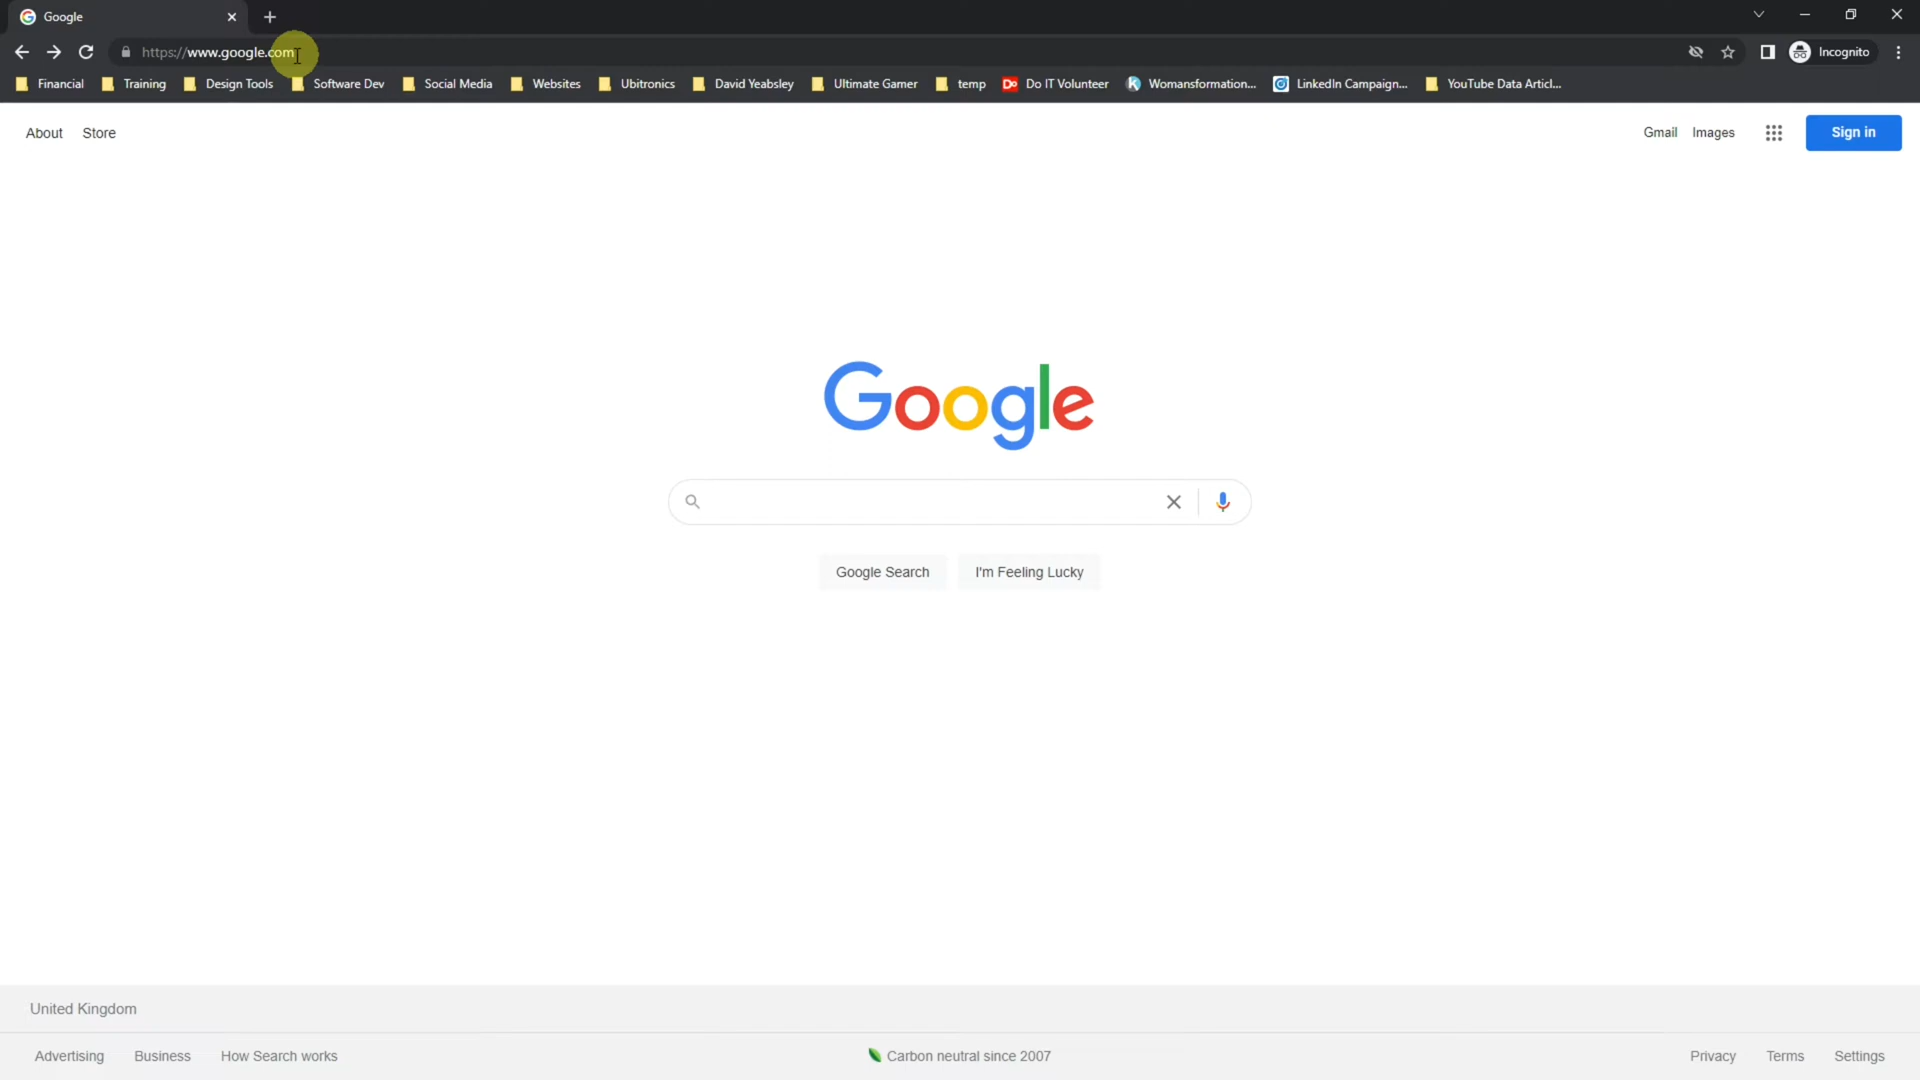 Google
https://www.google.com
Incognito
Financial
Training
Design Tools
Software Dev
Social Media
Websites
Ubitronics
David Yeabsley
Ultimate Gamer
temp
Do Do IT Volunteer
K Womansformation...
LinkedIn Campaign...
YouTube Data Articl...
About
Store
Gmail
Images
Sign in
Google
Google Search
I'm Feeling Lucky
United Kingdom
Advertising
Business
How Search works
Carbon neutral since 2007
Privacy
Terms
Settings